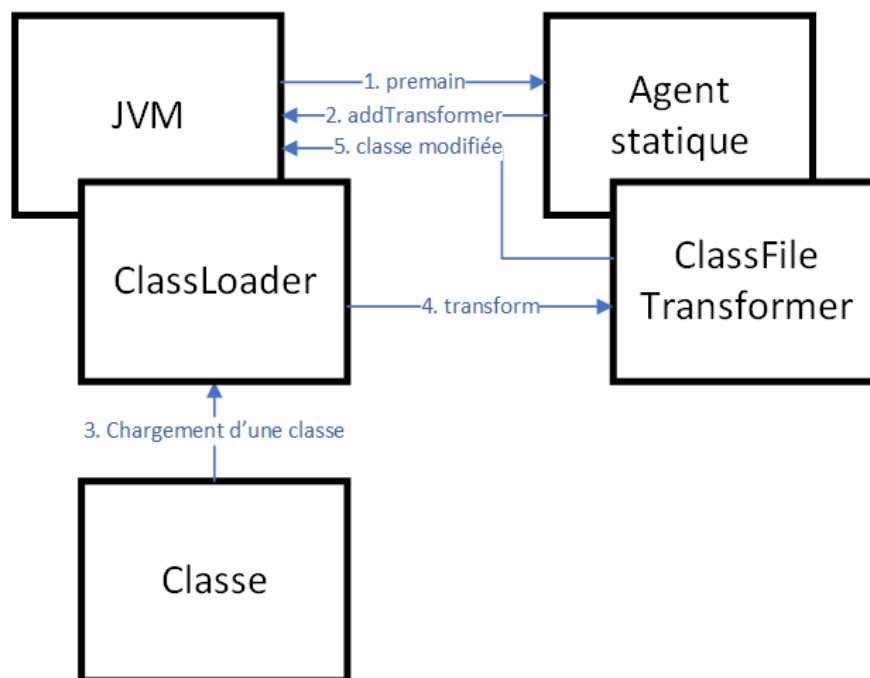 JVM
1. premain
2. addTransformer
5. classe modifiée
Agent
statique
ClassLoader
4. transform
ClassFile
Transformer
3. Chargement d’une classe
Classe